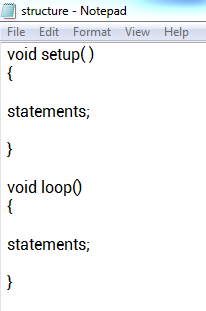 structure - Notepad
File Edit Format View Help
void setup( )
{
statements;
}
void loop()
{
statements;
}